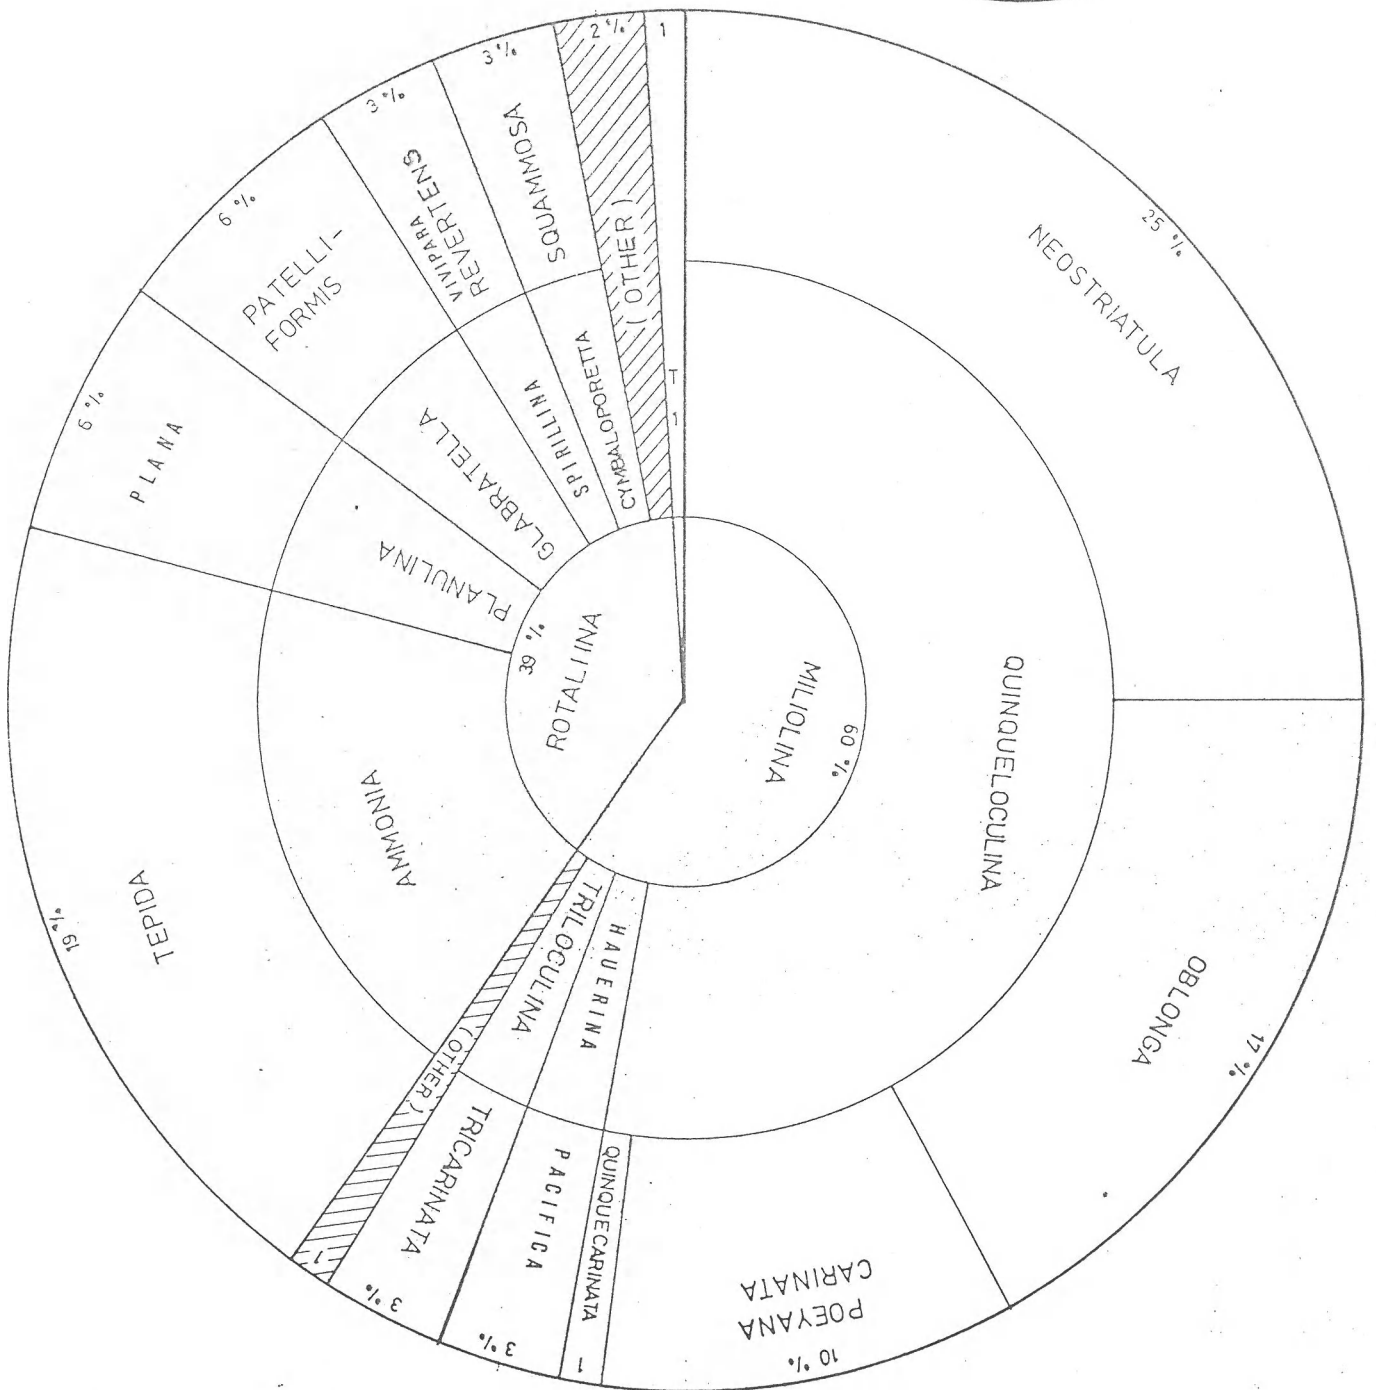 MILIOLINA
60 %
QUINQUELOCULINA
25 %
NEOSTRIATULA
OBLONGA
17 %
POEYANA
CARINATA
10 %
QUINQUECARINATA
1
HAUERINA
PACIFICA
3 %
TRILOCULINA
TRICARINATA
3 %
(OTHER)
1
ROTALIINA
39 %
AMMONIA
TEPIDA
19 %
PLANULINA
PLANA
6 %
GLABRATELLA
PATELLI-
FORMIS
6 %
SPIRILLINA
VIVIPARA
REVERTENS
3 %
CYMBALOPORETTA
SQUAMMOSA
3 %
(OTHER)
2 %
T
1
1